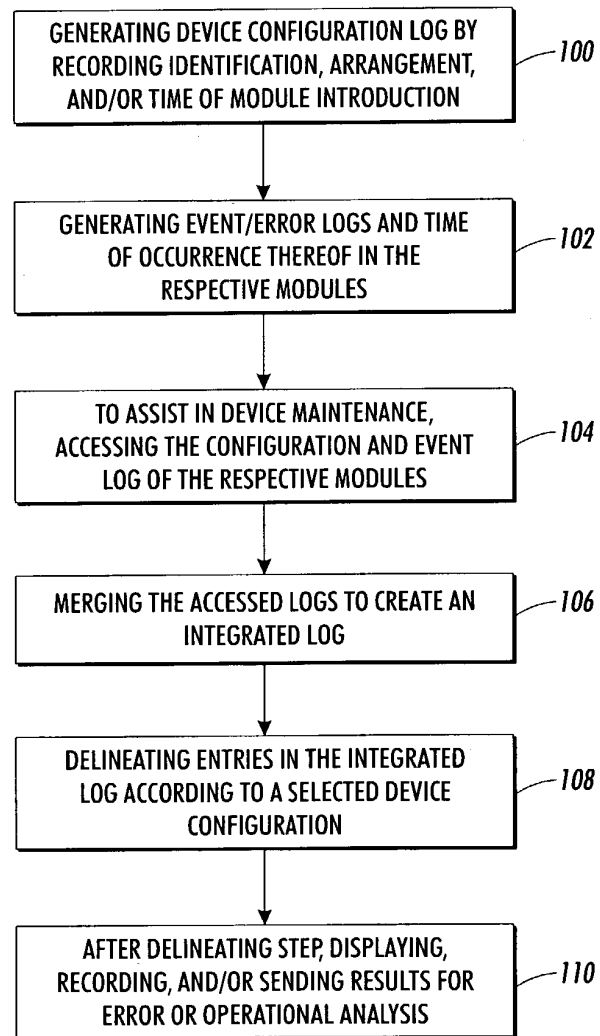 GENERATING DEVICE CONFIGURATION LOG BY
RECORDING IDENTIFICATION, ARRANGEMENT,
AND/OR TIME OF MODULE INTRODUCTION
100
GENERATING EVENT/ERROR LOGS AND TIME
OF OCCURRENCE THEREOF IN THE
RESPECTIVE MODULES
102
TO ASSIST IN DEVICE MAINTENANCE,
ACCESSING THE CONFIGURATION AND EVENT
LOG OF THE RESPECTIVE MODULES
104
MERGING THE ACCESSED LOGS TO CREATE AN
INTEGRATED LOG
106
DELINEATING ENTRIES IN THE INTEGRATED
LOG ACCORDING TO A SELECTED DEVICE
CONFIGURATION
108
AFTER DELINEATING STEP, DISPLAYING,
RECORDING, AND/OR SENDING RESULTS FOR
ERROR OR OPERATIONAL ANALYSIS
110